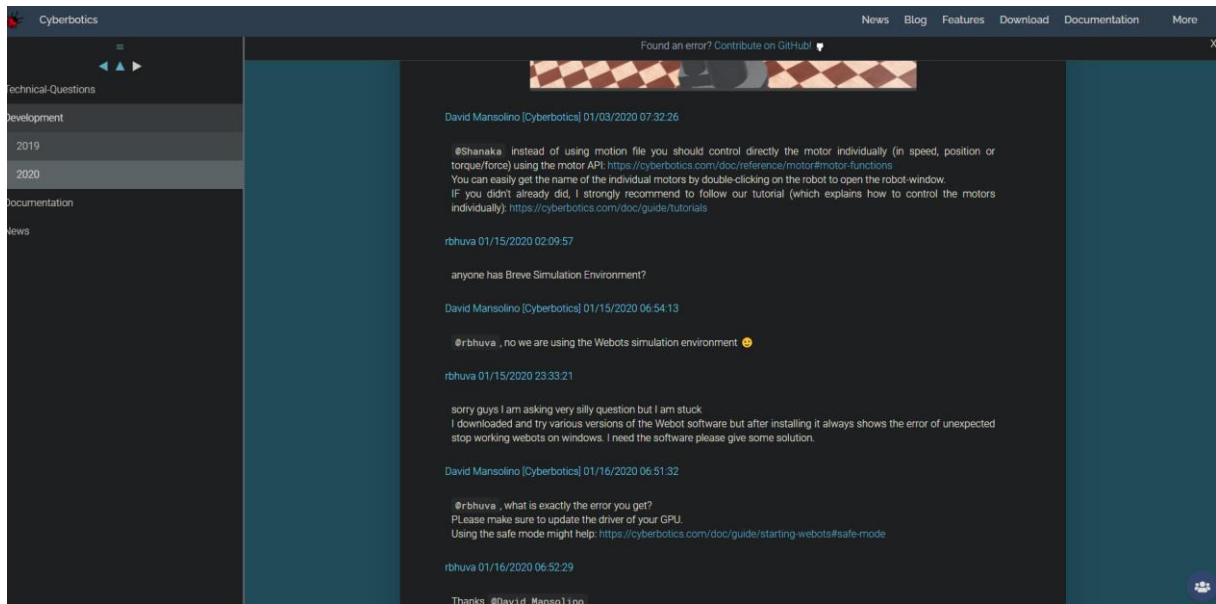 Cyberbotics
News Blog Features Download Documentation More
Found an error? Contribute on GitHub!
X
Technical-Questions
Development
2019
2020
Documentation
News
David Mansolino [Cyberbotics] 01/03/2020 07:32:26
@Shanaka instead of using motion file you should control directly the motor individually (in speed, position or
torque/force) using the motor API: https://cyberbotics.com/doc/reference/motor#motor-functions
You can easily get the name of the individual motors by double-clicking on the robot to open the robot-window.
IF you didn't already did, I strongly recommend to follow our tutorial (which explains how to control the motors
individually): https://cyberbotics.com/doc/guide/tutorials
rbhuva 01/15/2020 02:09:57
anyone has Breve Simulation Environment?
David Mansolino [Cyberbotics] 01/15/2020 06:54:13
@rbhuva , no we are using the Webots simulation environment 🙂
rbhuva 01/15/2020 23:33:21
sorry guys I am asking very silly question but I am stuck
I downloaded and try various versions of the Webot software but after installing it always shows the error of unexpected
stop working webots on windows. I need the software please give some solution.
David Mansolino [Cyberbotics] 01/16/2020 06:51:32
@rbhuva , what is exactly the error you get?
PLease make sure to update the driver of your GPU.
Using the safe mode might help: https://cyberbotics.com/doc/guide/starting-webots#safe-mode
rbhuva 01/16/2020 06:52:29
Thanks @David Mansolino